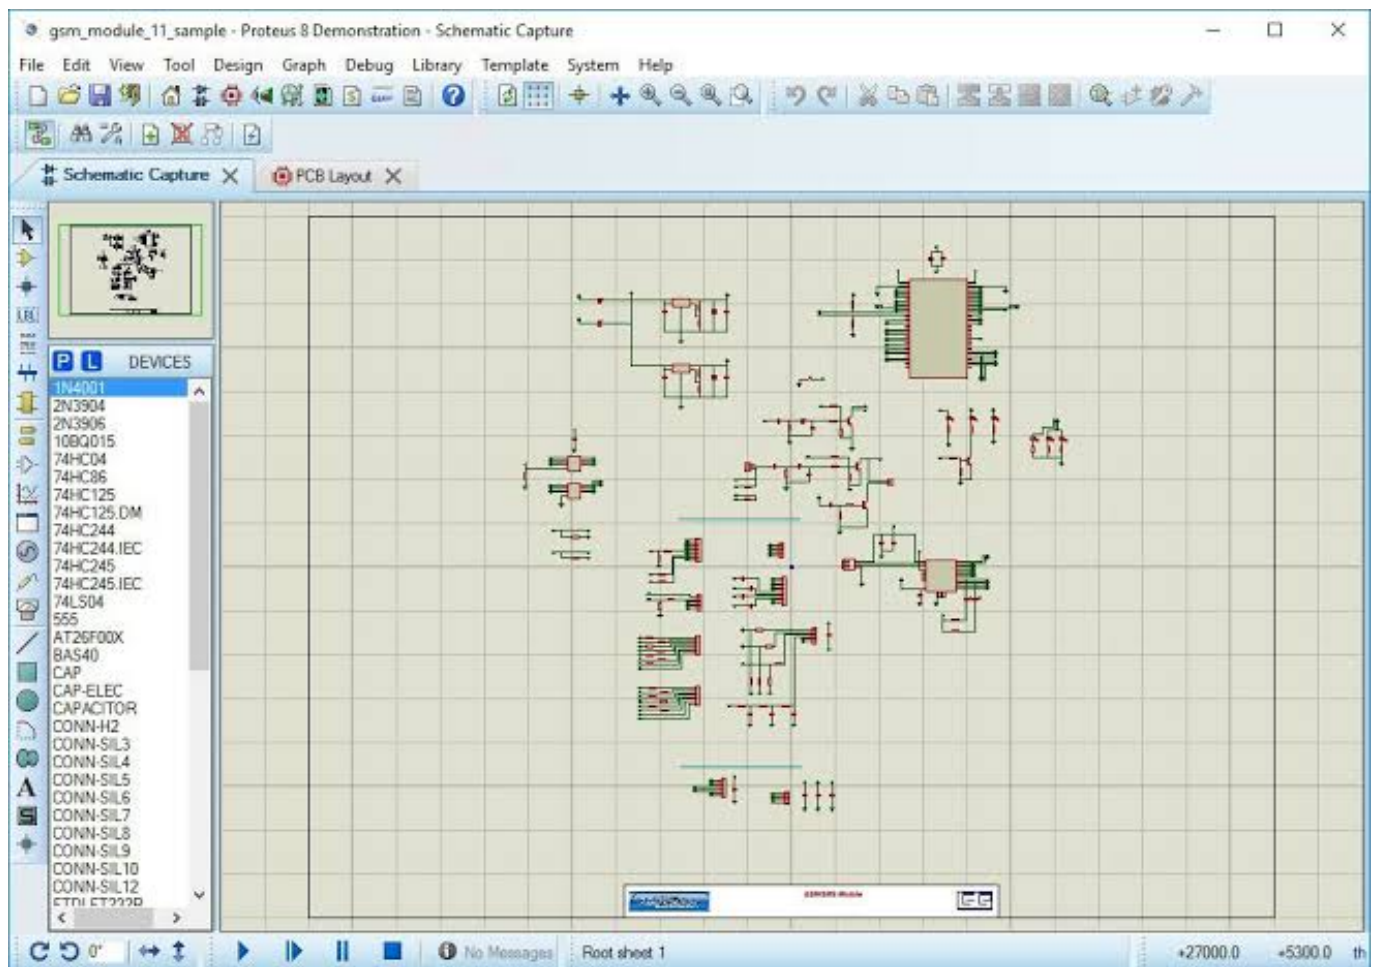 gsm_module_11_sample - Proteus 8 Demonstration - Schematic Capture
File Edit View Tool Design Graph Debug Library Template System Help
Schematic Capture PCB Layout
P L DEVICES
1N4001
2N3904
2N3906
10BQ015
74HC04
74HC86
74HC125
74HC125.DM
74HC244
74HC244.IEC
74HC245
74HC245.IEC
74LS04
555
AT26F00X
BAS40
CAP
CAP-ELEC
CAPACITOR
CONN-H2
CONN-SIL3
CONN-SIL4
CONN-SIL5
CONN-SIL6
CONN-SIL7
CONN-SIL8
CONN-SIL9
CONN-SIL10
CONN-SIL12
LBL
A
S
0°
No Messages
Root sheet 1
+27000.0 +5300.0 th